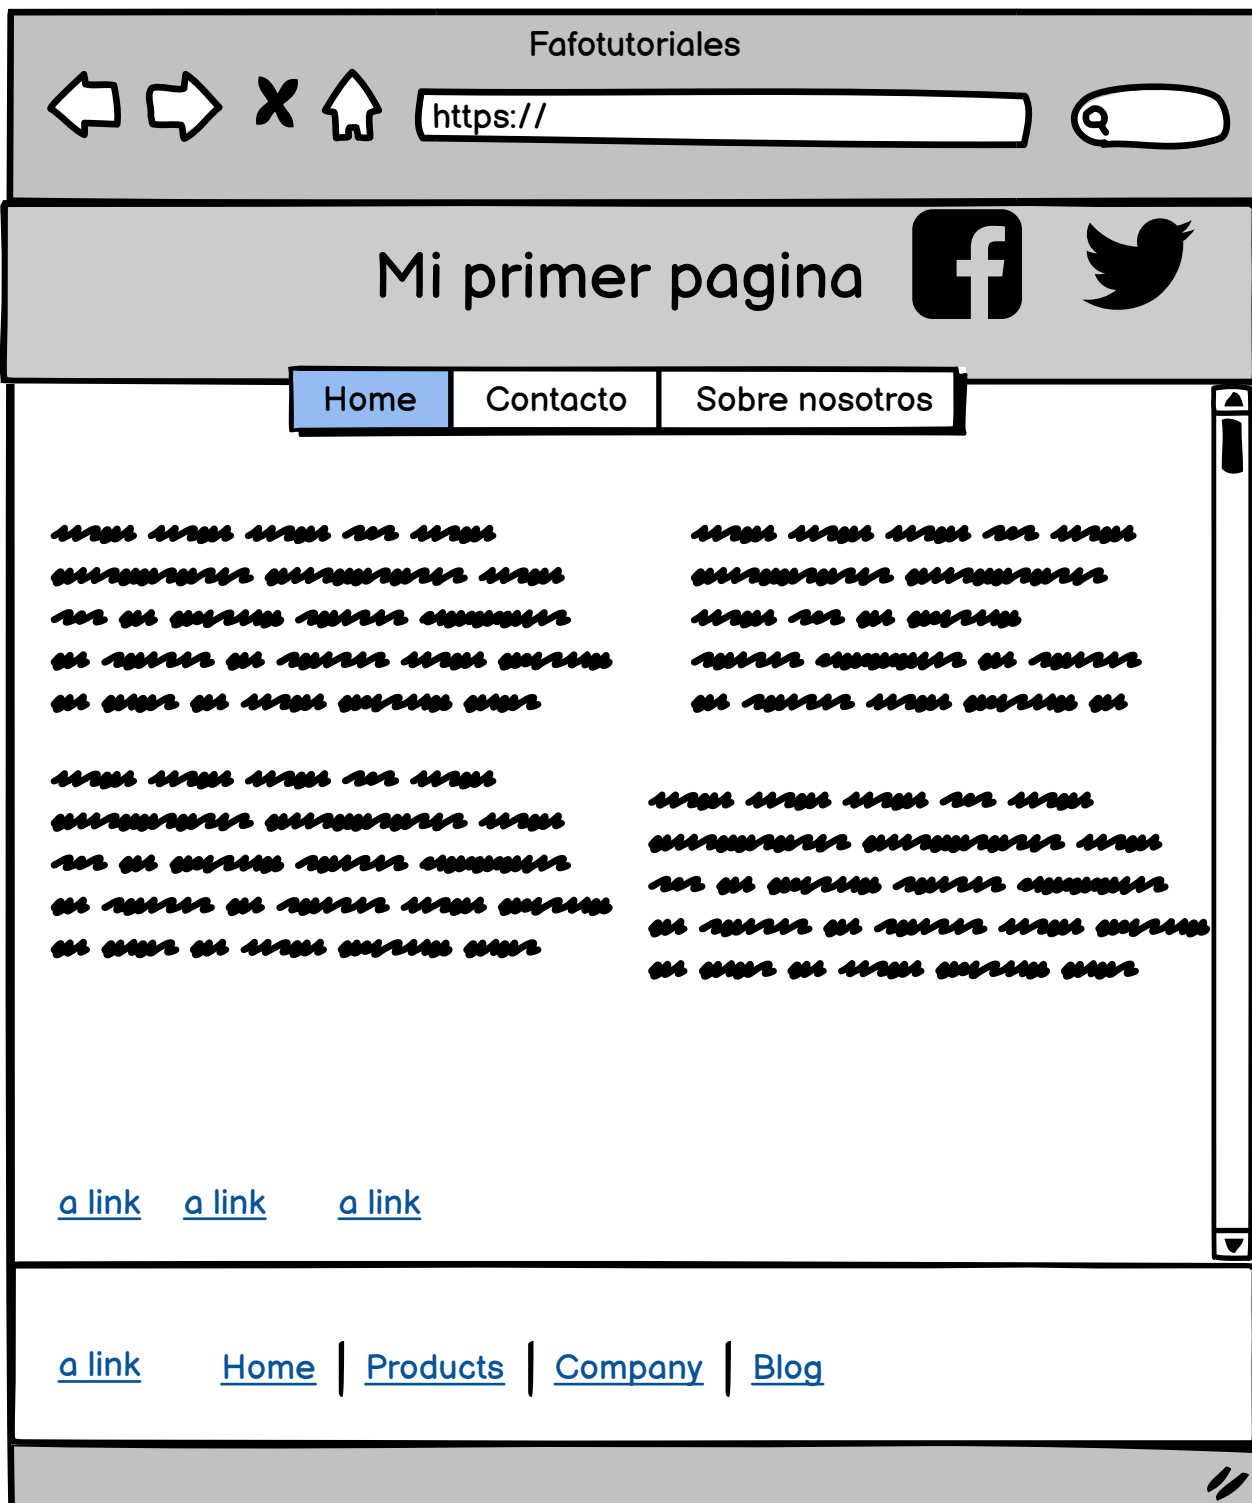 Fafotutoriales
https://
Mi primer pagina
Home Contacto Sobre nosotros
a link a link a link
a link Home Products Company Blog